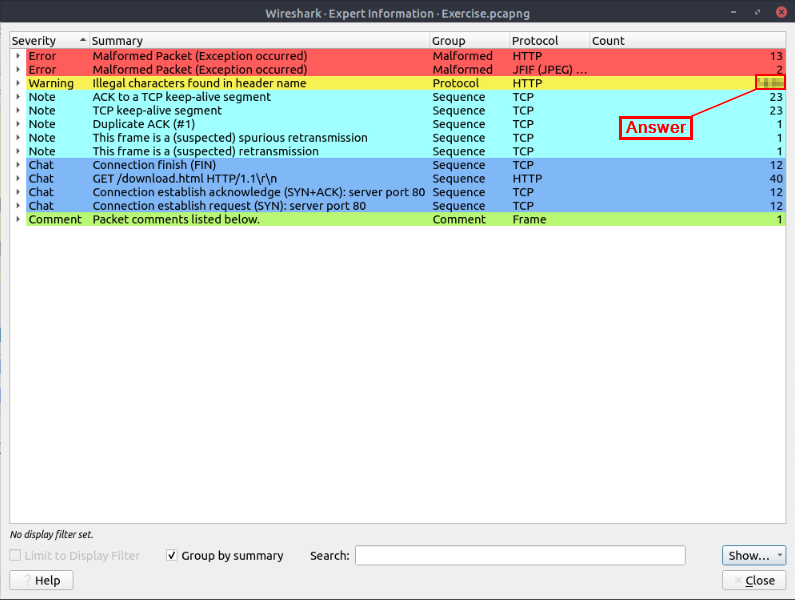 Wireshark · Expert Information · Exercise.pcapng
Severity Summary Group Protocol Count
Error Malformed Packet (Exception occurred) Malformed HTTP 13
Error Malformed Packet (Exception occurred) Malformed JFIF (JPEG) ... 2
Warning Illegal characters found in header name Protocol HTTP
Note ACK to a TCP keep-alive segment Sequence TCP 23
Note TCP keep-alive segment Sequence TCP 23
Note Duplicate ACK (#1) Sequence TCP 1
Note This frame is a (suspected) spurious retransmission Sequence TCP 1
Note This frame is a (suspected) retransmission Sequence TCP 1
Answer
Chat Connection finish (FIN) Sequence TCP 12
Chat GET /download.html HTTP/1.1\r\n Sequence HTTP 40
Chat Connection establish acknowledge (SYN+ACK): server port 80 Sequence TCP 12
Chat Connection establish request (SYN): server port 80 Sequence TCP 12
Comment Packet comments listed below. Comment Frame 1
No display filter set.
Limit to Display Filter Group by summary Search: Show...
? Help Close